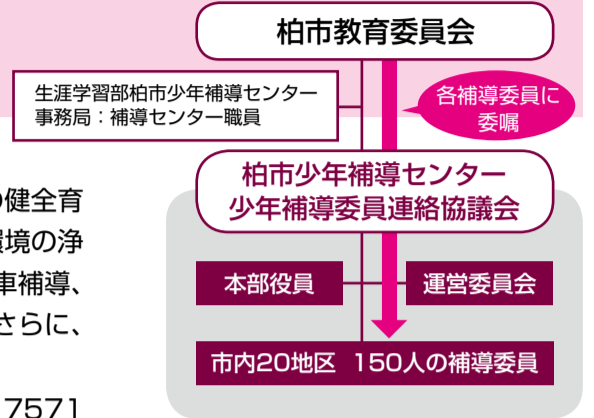 柏市教育委員会
生涯学習部柏市少年補導センター
事務局：補導センター職員
各補導委員に
委嘱
柏市少年補導センター
少年補導委員連絡協議会
本部役員
運営委員会
市内20地区 150人の補導委員
の健全育
環境の浄
車補導、
さらに、
7571